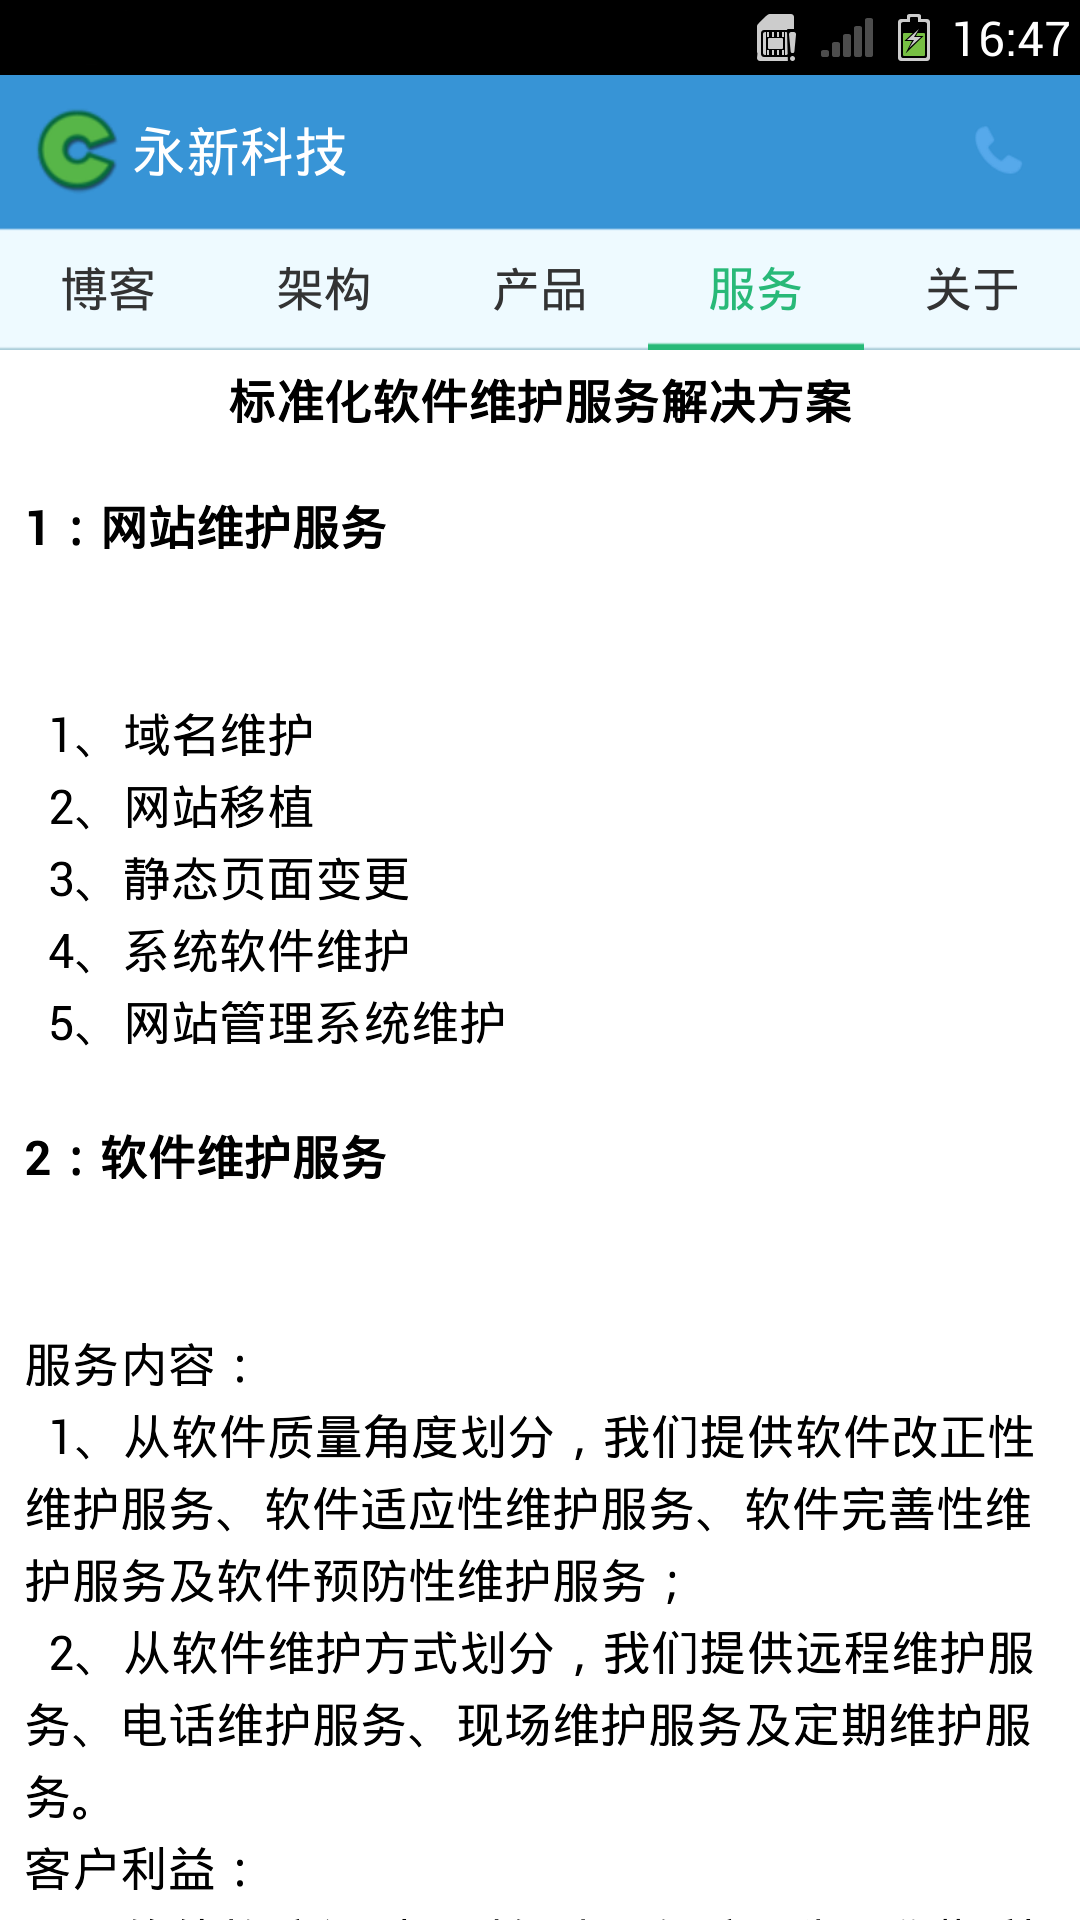 16:47
永新科技
博客 架构 产品 服务 关于
标准化软件维护服务解决方案
1：网站维护服务
1、域名维护
2、网站移植
3、静态页面变更
4、系统软件维护
5、网站管理系统维护
2：软件维护服务
服务内容：
1、从软件质量角度划分，我们提供软件改正性
维护服务、软件适应性维护服务、软件完善性维
护服务及软件预防性维护服务；
2、从软件维护方式划分，我们提供远程维护服
务、电话维护服务、现场维护服务及定期维护服
务。
客户利益：